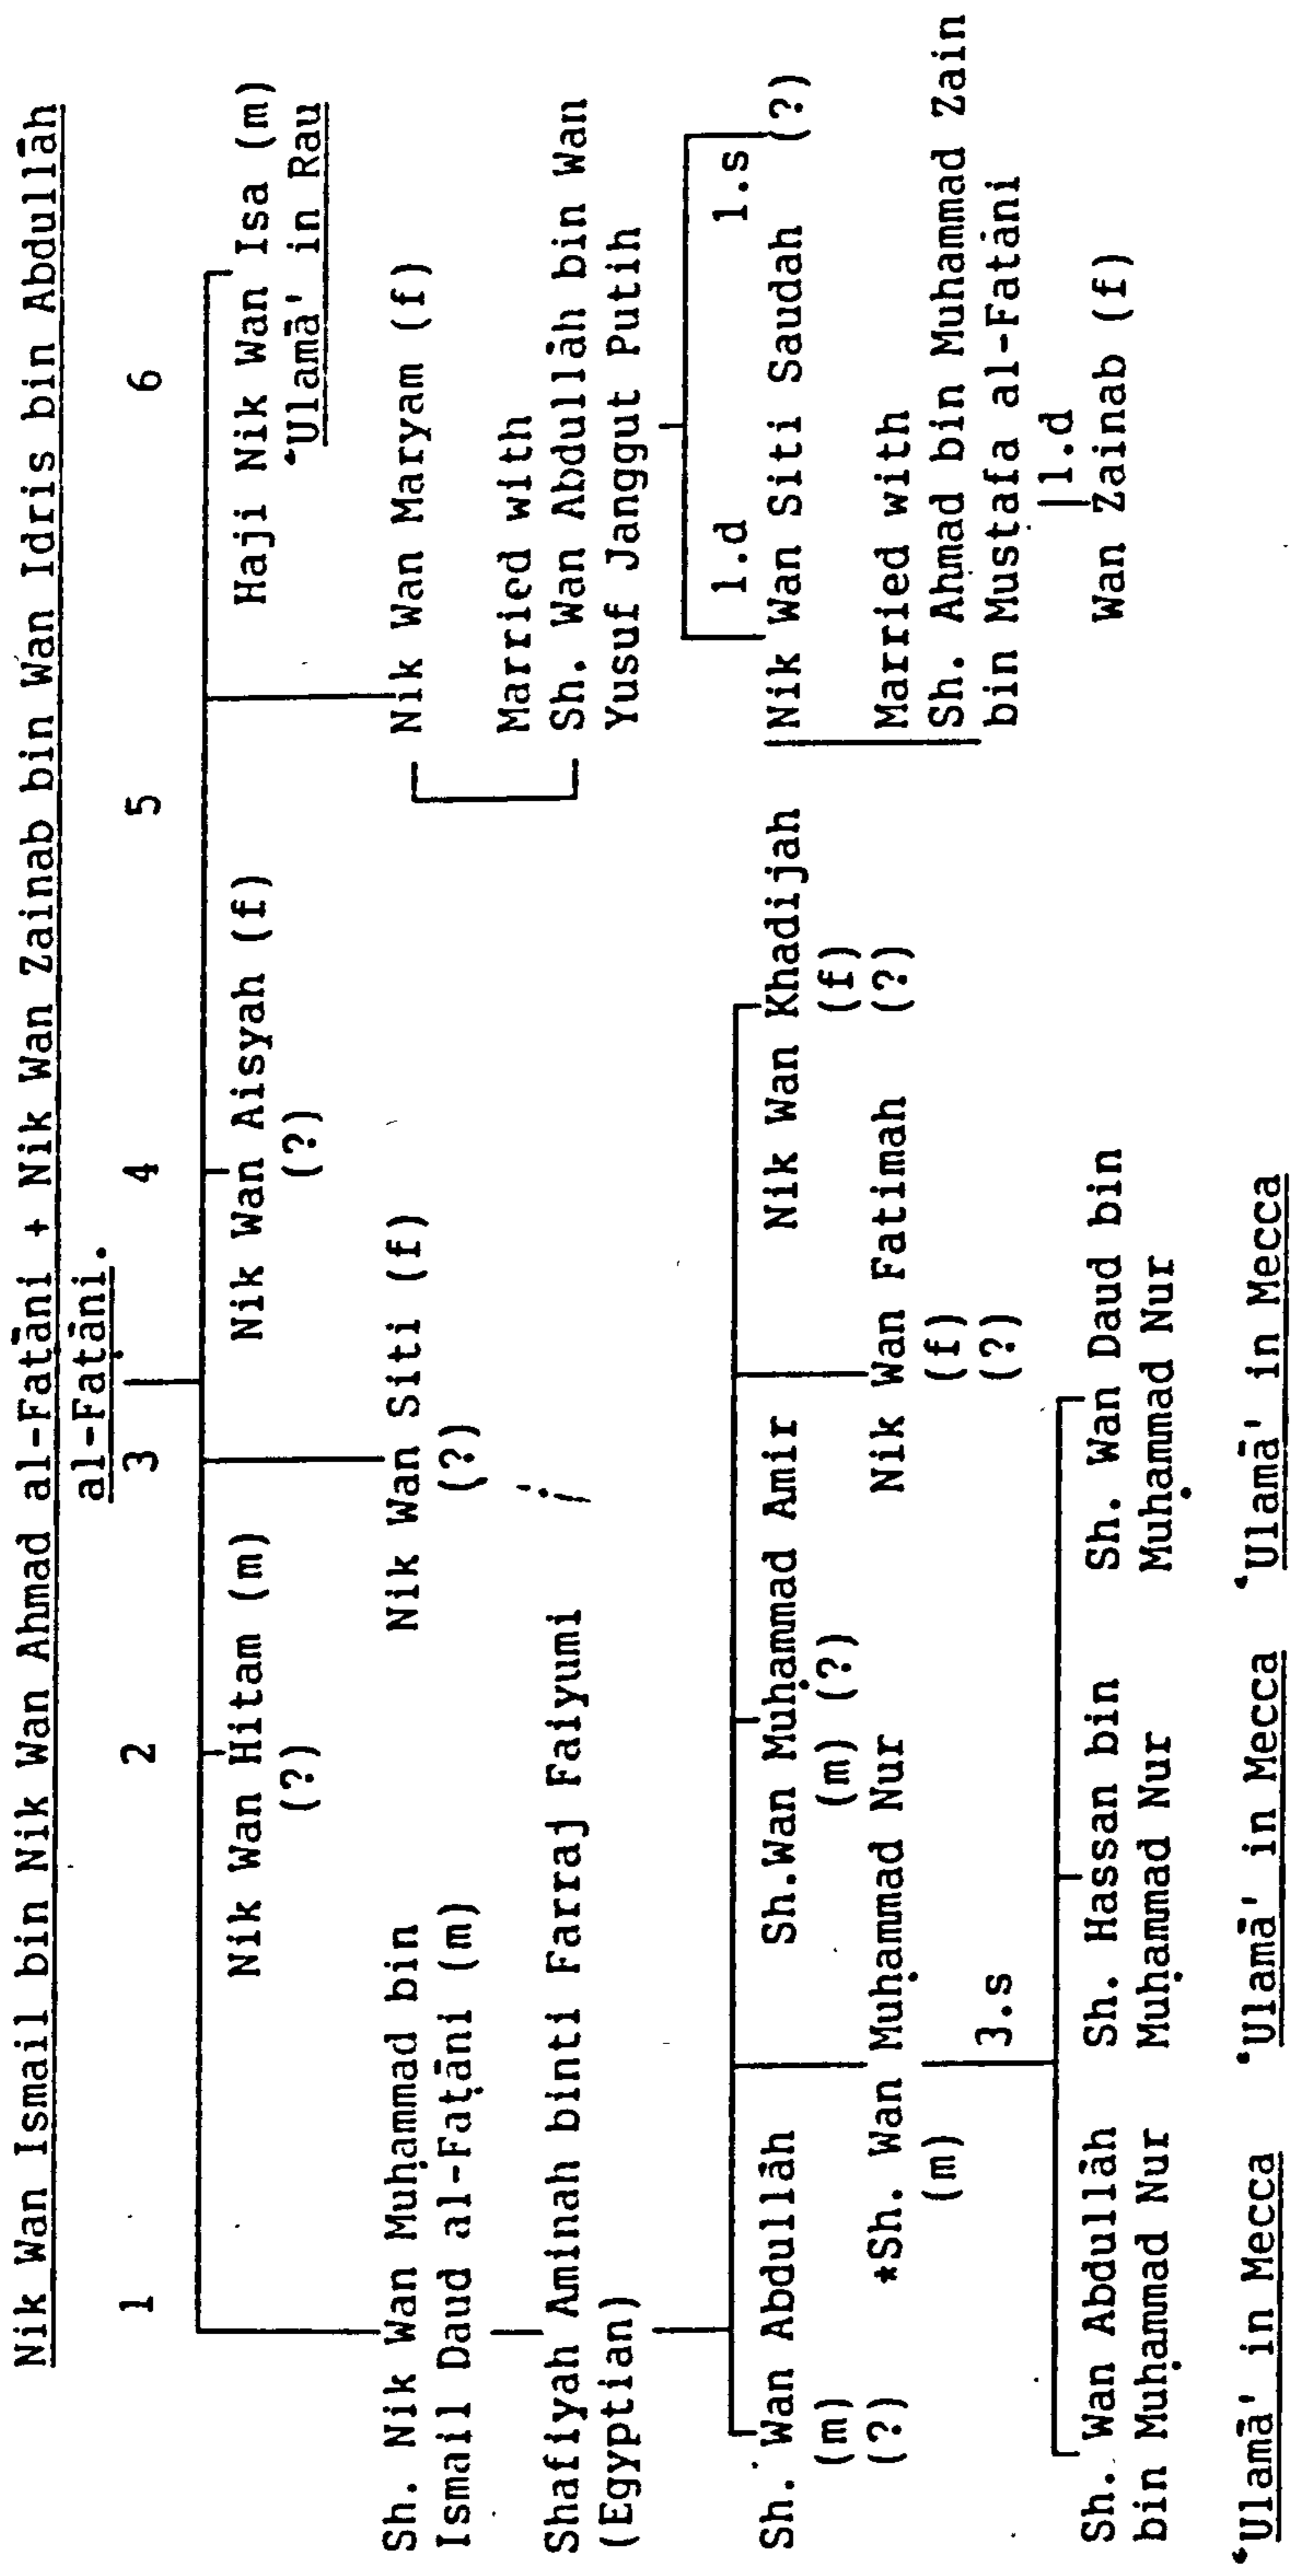 Nik Wan Ismail bin Nik Wan Ahmad al-Faṭāni + Nik Wan Zainab bin Wan Idris bin Abdullāh
al-Faṭāni.
1 2 3 4 5 6
Nik Wan Hitam (m)
(?)
Nik Wan Aisyah (f)
(?)
Haji Nik Wan Isa (m)
‘Ulamā' in Rau
Sh. Nik Wan Muḥammad bin
Ismail Daud al-Faṭāni (m)
Nik Wan Siti (f)
(?)
Nik Wan Maryam (f)
Married with
Sh. Wan Abdullāh bin Wan
Yusuf Janggut Putih
Shafiyah Aminah binti Farraj Faiyumi
(Egyptian)
1.d 1.s
Sh. Wan Abdullāh
(m)
(?)
Sh.Wan Muḥammad Amir
(m) (?)
Nik Wan Khadijah
(f)
(?)
Nik Wan Siti Saudah (?)
*Sh. Wan Muḥammad Nur
(m)
Nik Wan Fatimah
(f)
(?)
Married with
Sh. Ahmad bin Muhammad Zain
bin Mustafa al-Faṭāni
1.d
Wan Zainab (f)
3.s
Sh. Wan Abdullāh
bin Muḥammad Nur
Sh. Hassan bin
Muḥammad Nur
Sh. Wan Daud bin
Muḥammad Nur
‘Ulamā' in Mecca
‘Ulamā' in Mecca
‘Ulamā' in Mecca